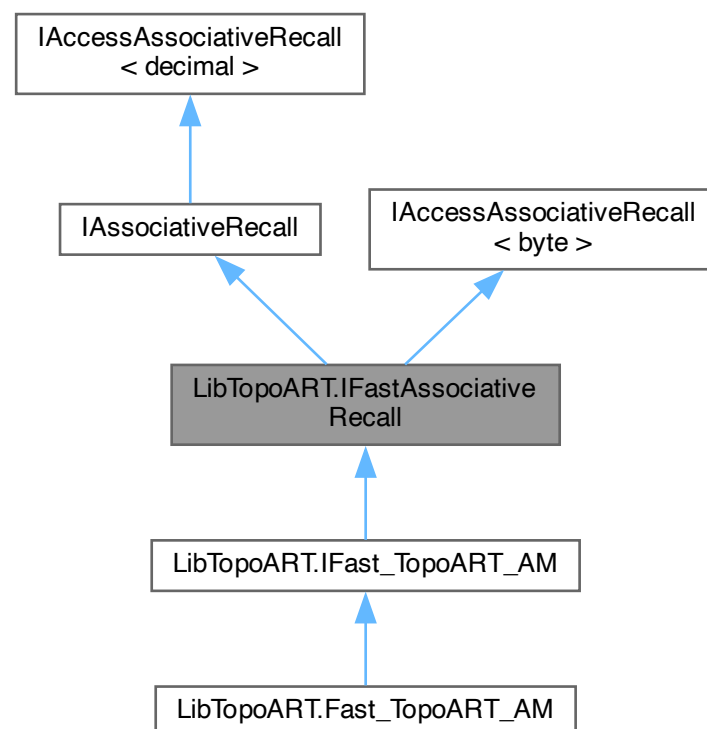 IAccessAssociativeRecall
< decimal >
IAssociativeRecall
IAccessAssociativeRecall
< byte >
LibTopoART.IFastAssociative
Recall
LibTopoART.IFast_TopoART_AM
LibTopoART.Fast_TopoART_AM